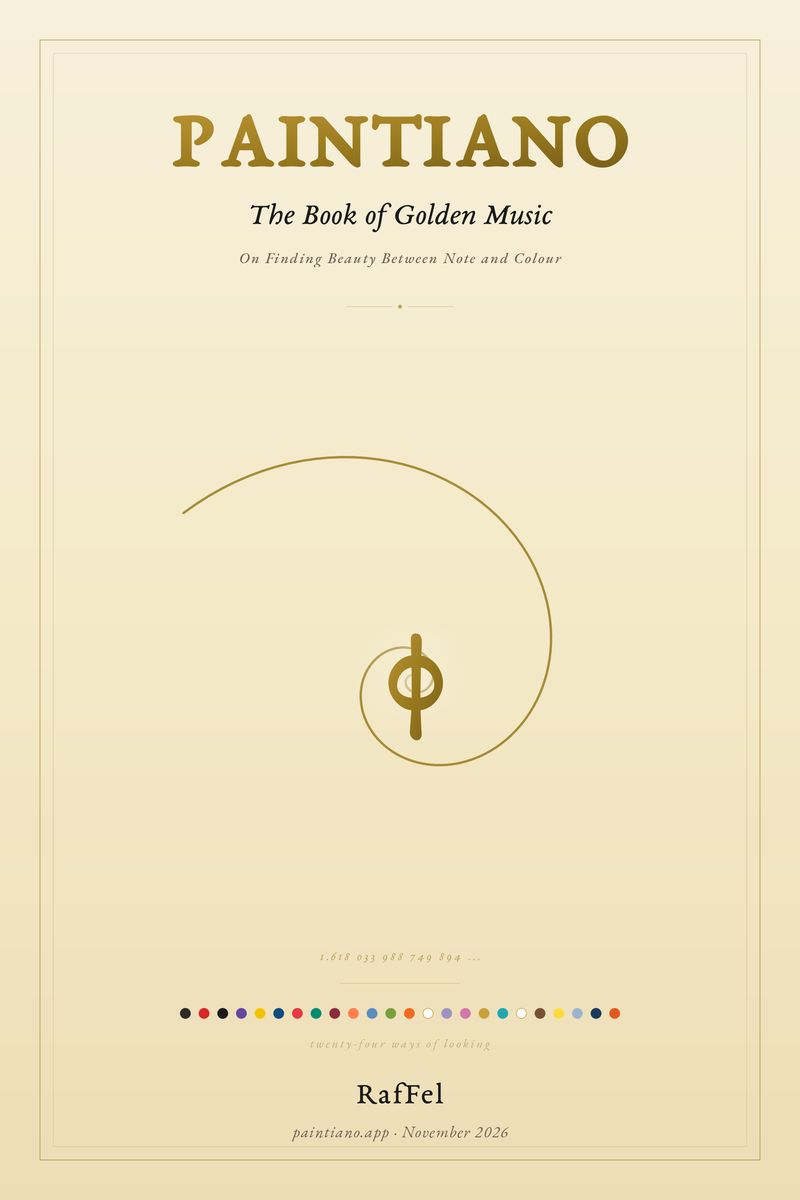 PAINTIANO
The Book of Golden Music
On Finding Beauty Between Note and Colour
ϕ
1.618 033 988 749 894 ...
twenty-four ways of looking
RafFel
paintiano.app · November 2026